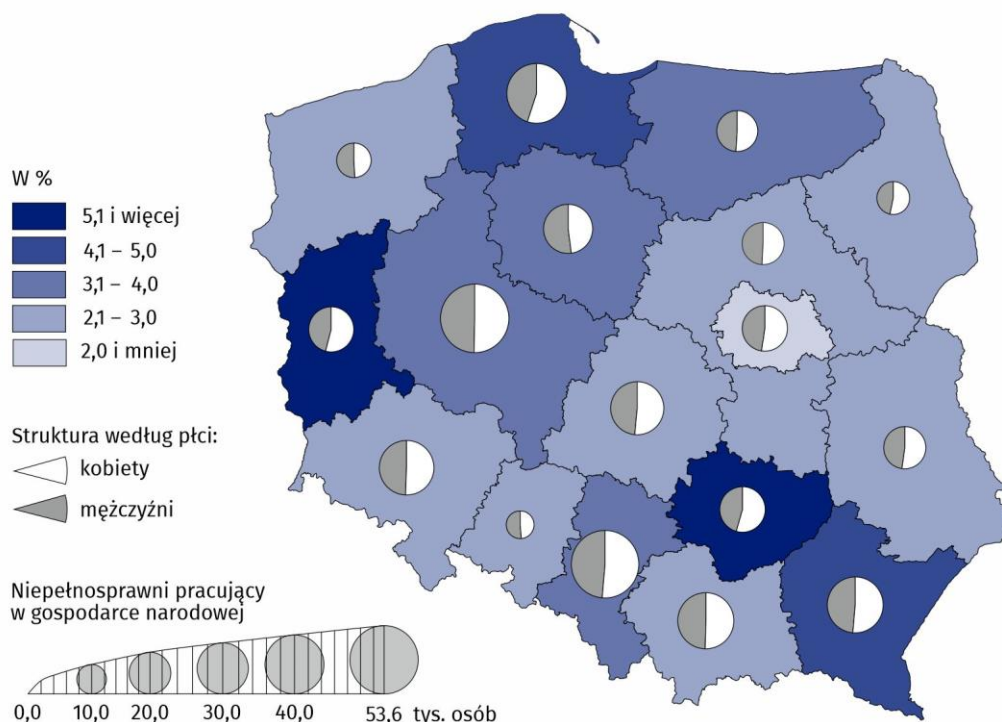 W %
5,1 i więcej
4,1 – 5,0
3,1 – 4,0
2,1 – 3,0
2,0 i mniej
Struktura według płci:
kobiety
mężczyźni
Niepełnosprawni pracujący
w gospodarce narodowej
0,0 10,0 20,0 30,0 40,0 53,6 tys. osób